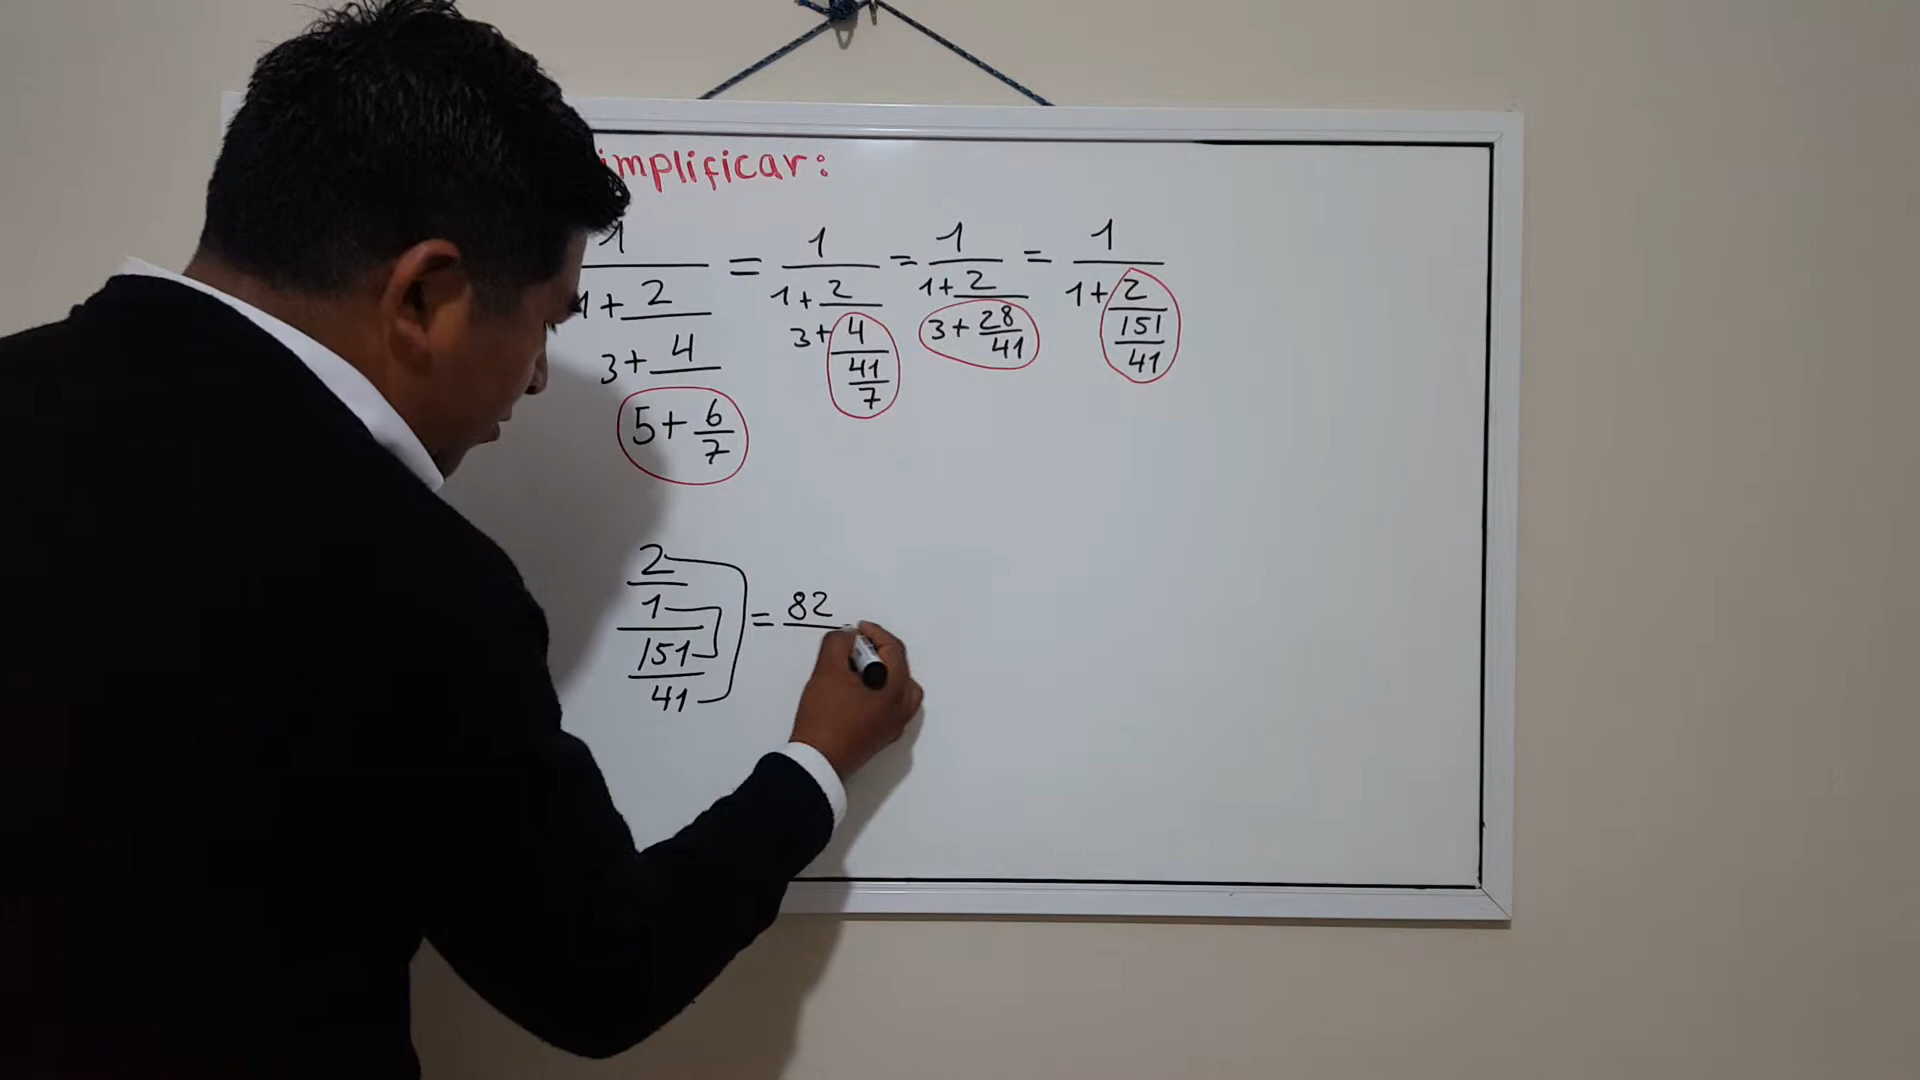 implificar:
1 = 1 = 1 = 1
1+ 2 1+ 2 1+ 2 1+ 2
3+ 4 3+ 4 3+ 28 151
5+ 6 41 41 41
7 7
2
1 = 82
151
41